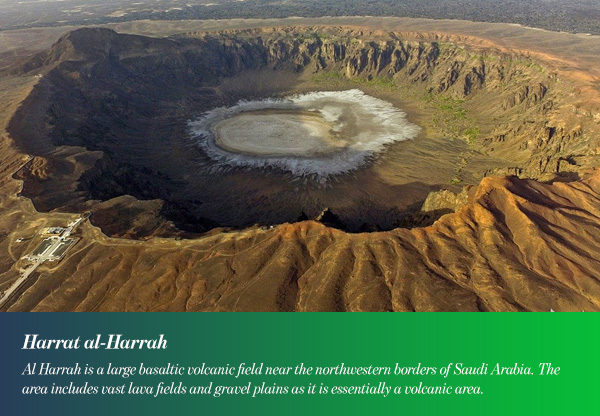 Harrat al-Harrah
Al Harrah is a large basaltic volcanic field near the northwestern borders of Saudi Arabia. The
area includes vast lava fields and gravel plains as it is essentially a volcanic area.